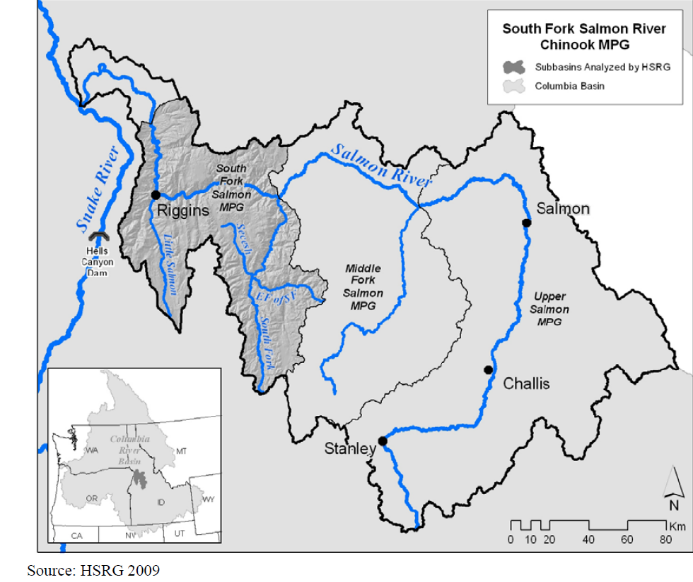 South Fork Salmon River
Chinook MPG
Subbasins Analyzed by HSRG
Columbia Basin
Snake River
Salmon River
South
Fork
Salmon
MPG
Riggins
Salmon
Hells
Canyon
Dam
Little Salmon
Secesh
EF of SF
South Fork
Middle
Fork
Salmon
MPG
Upper
Salmon
MPG
Challis
Stanley
Columbia
River
Basin
WA
MT
OR
ID
WY
CA
NV
UT
N
0 10 20 40 60 80
Km
Source: HSRG 2009